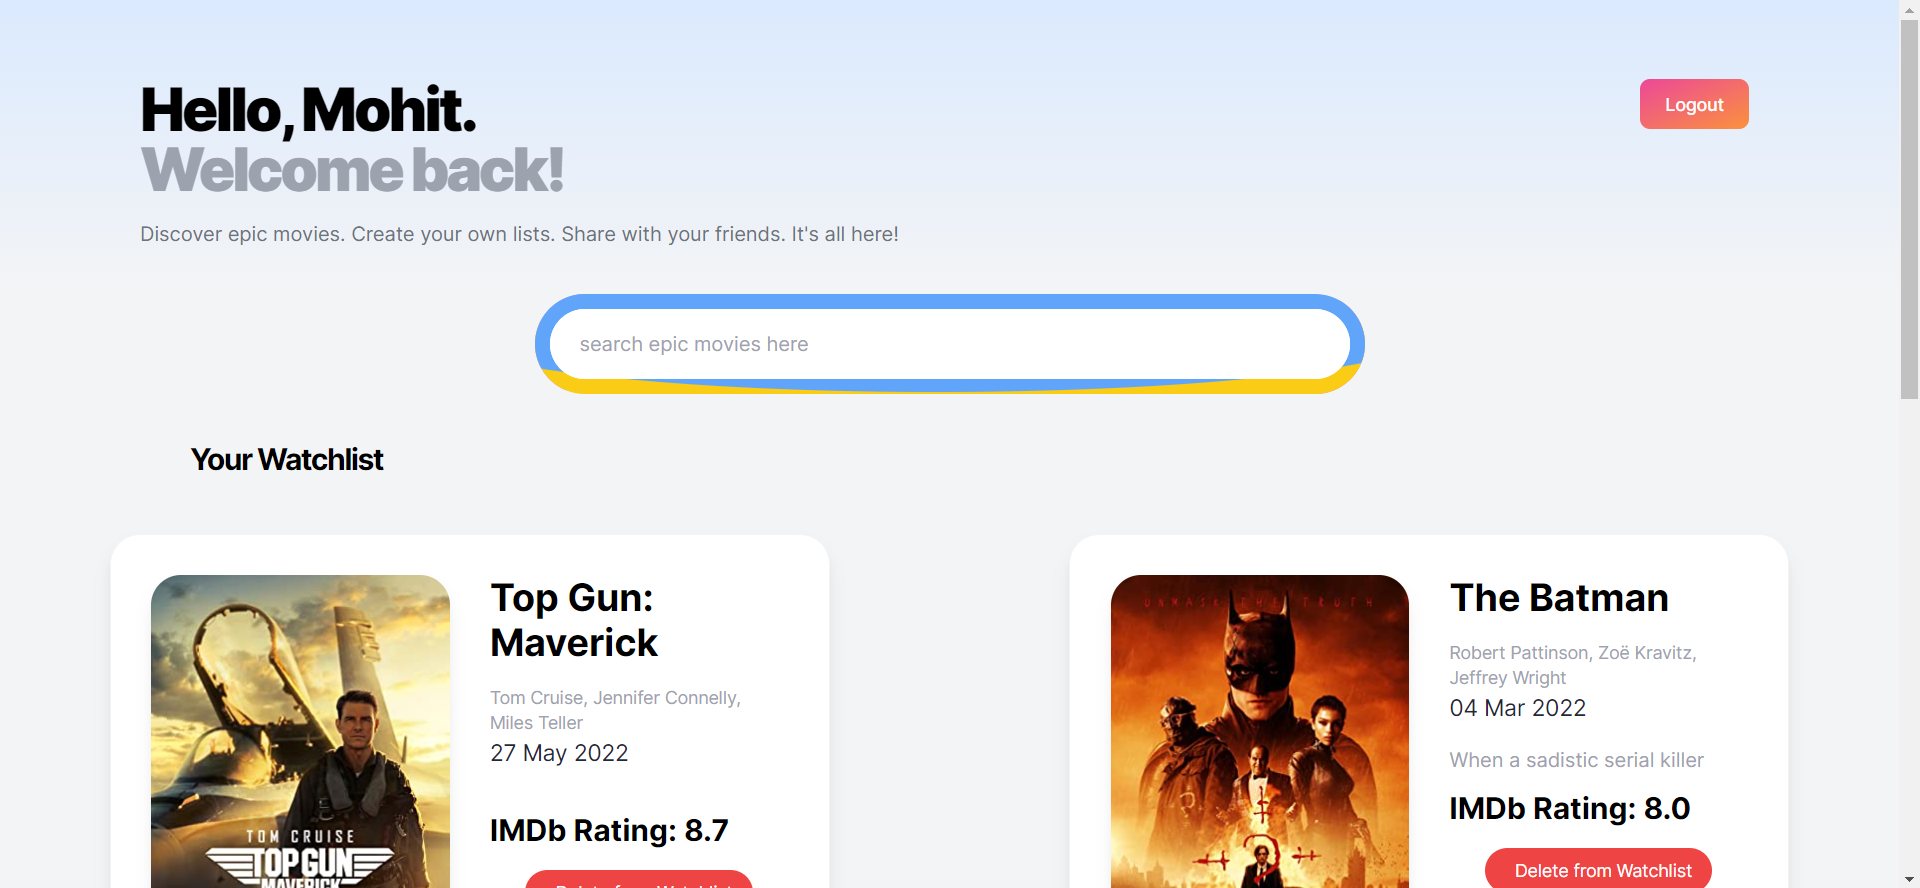 Hello, Mohit.
Logout
Welcome back!
Discover epic movies. Create your own lists. Share with your friends. It's all here!
search epic movies here
Your Watchlist
Top Gun:
Maverick
Tom Cruise, Jennifer Connelly,
Miles Teller
27 May 2022
IMDb Rating: 8.7
Delete from Watchlist
TOM CRUISE
TOP GUN
MAVERICK
UNMASK THE TRUTH
The Batman
Robert Pattinson, Zoë Kravitz,
Jeffrey Wright
04 Mar 2022
When a sadistic serial killer
IMDb Rating: 8.0
Delete from Watchlist